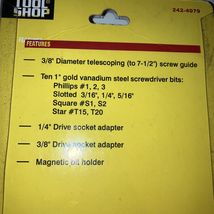 TOOL
SHOP
242-4079
FEATURES
3/8" Diameter telescoping (to 7-1/2") screw guide
Ten 1" gold vanadium steel screwdriver bits:
Phillips #1, 2, 3
Slotted 3/16", 1/4", 5/16"
Square #S1, S2
Star #T15, T20
1/4" Drive socket adapter
3/8" Drive socket adapter
Magnetic bit holder